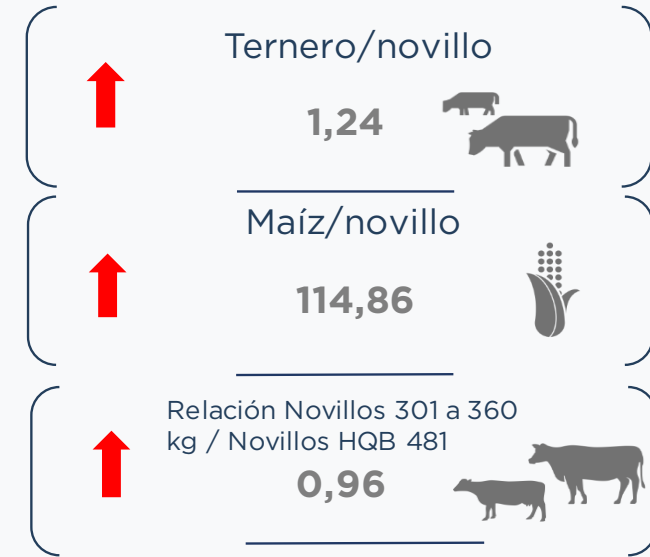 Ternero/novillo
1,24
Maíz/novillo
114,86
Relación Novillos 301 a 360
kg / Novillos HQB 481
0,96